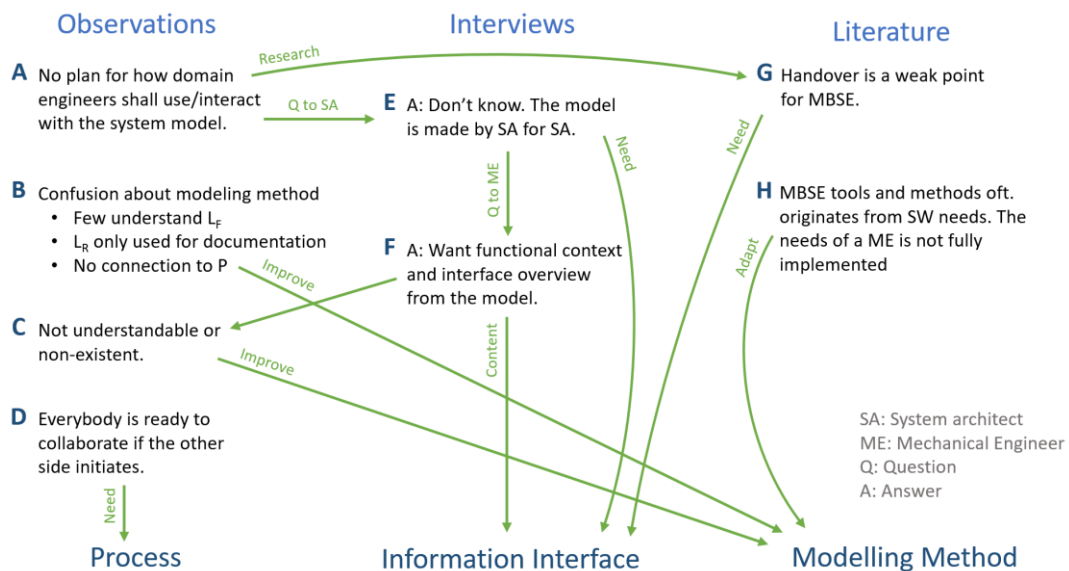 Observations
Interviews
Literature
A No plan for how domain
engineers shall use/interact
with the system model.
Research
Q to SA
E A: Don't know. The model
is made by SA for SA.
G Handover is a weak point
for MBSE.
Need
Need
Q to ME
B Confusion about modeling method
• Few understand L_F
• L_R only used for documentation
• No connection to P
Improve
F A: Want functional context
and interface overview
from the model.
H MBSE tools and methods oft.
originates from SW needs. The
needs of a ME is not fully
implemented
Adapt
C Not understandable or
non-existent.
Improve
Content
D Everybody is ready to
collaborate if the other
side initiates.
Need
SA: System architect
ME: Mechanical Engineer
Q: Question
A: Answer
Process
Information Interface
Modelling Method